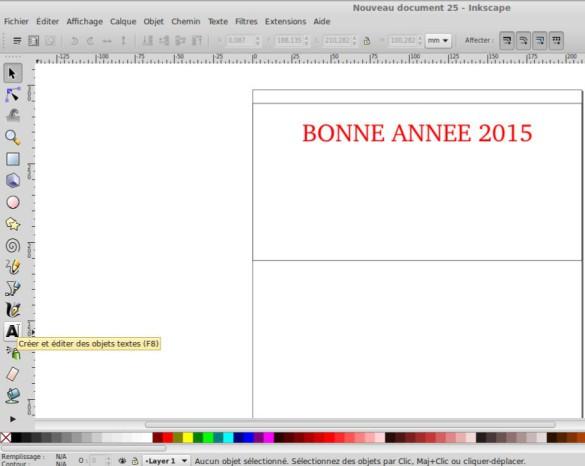 Nouveau document 25 - Inkscape
Fichier Éditer Affichage Calque Objet Chemin Texte Filtres Extensions Aide
X 0,087 Y 188,135 L 210,282 H 100,282 mm Affecter :
-125 -100 -75 -50 -25 0 25 50 75 100 125 150 175 200
BONNE ANNEE 2015
A
Créer et éditer des objets textes (F8)
Remplissage : N/A
Contour : N/A
O: 0 -Layer 1 Aucun objet sélectionné. Sélectionnez des objets par Clic, Maj+Clic ou cliquer-déplacer.